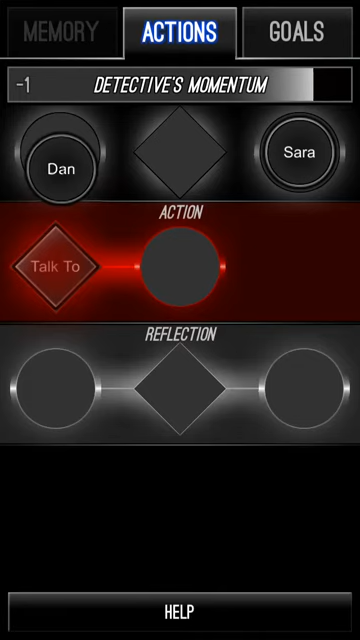 MEMORY
ACTIONS
GOALS
-1
DETECTIVE'S MOMENTUM
Dan
Sara
ACTION
Talk To
REFLECTION
HELP